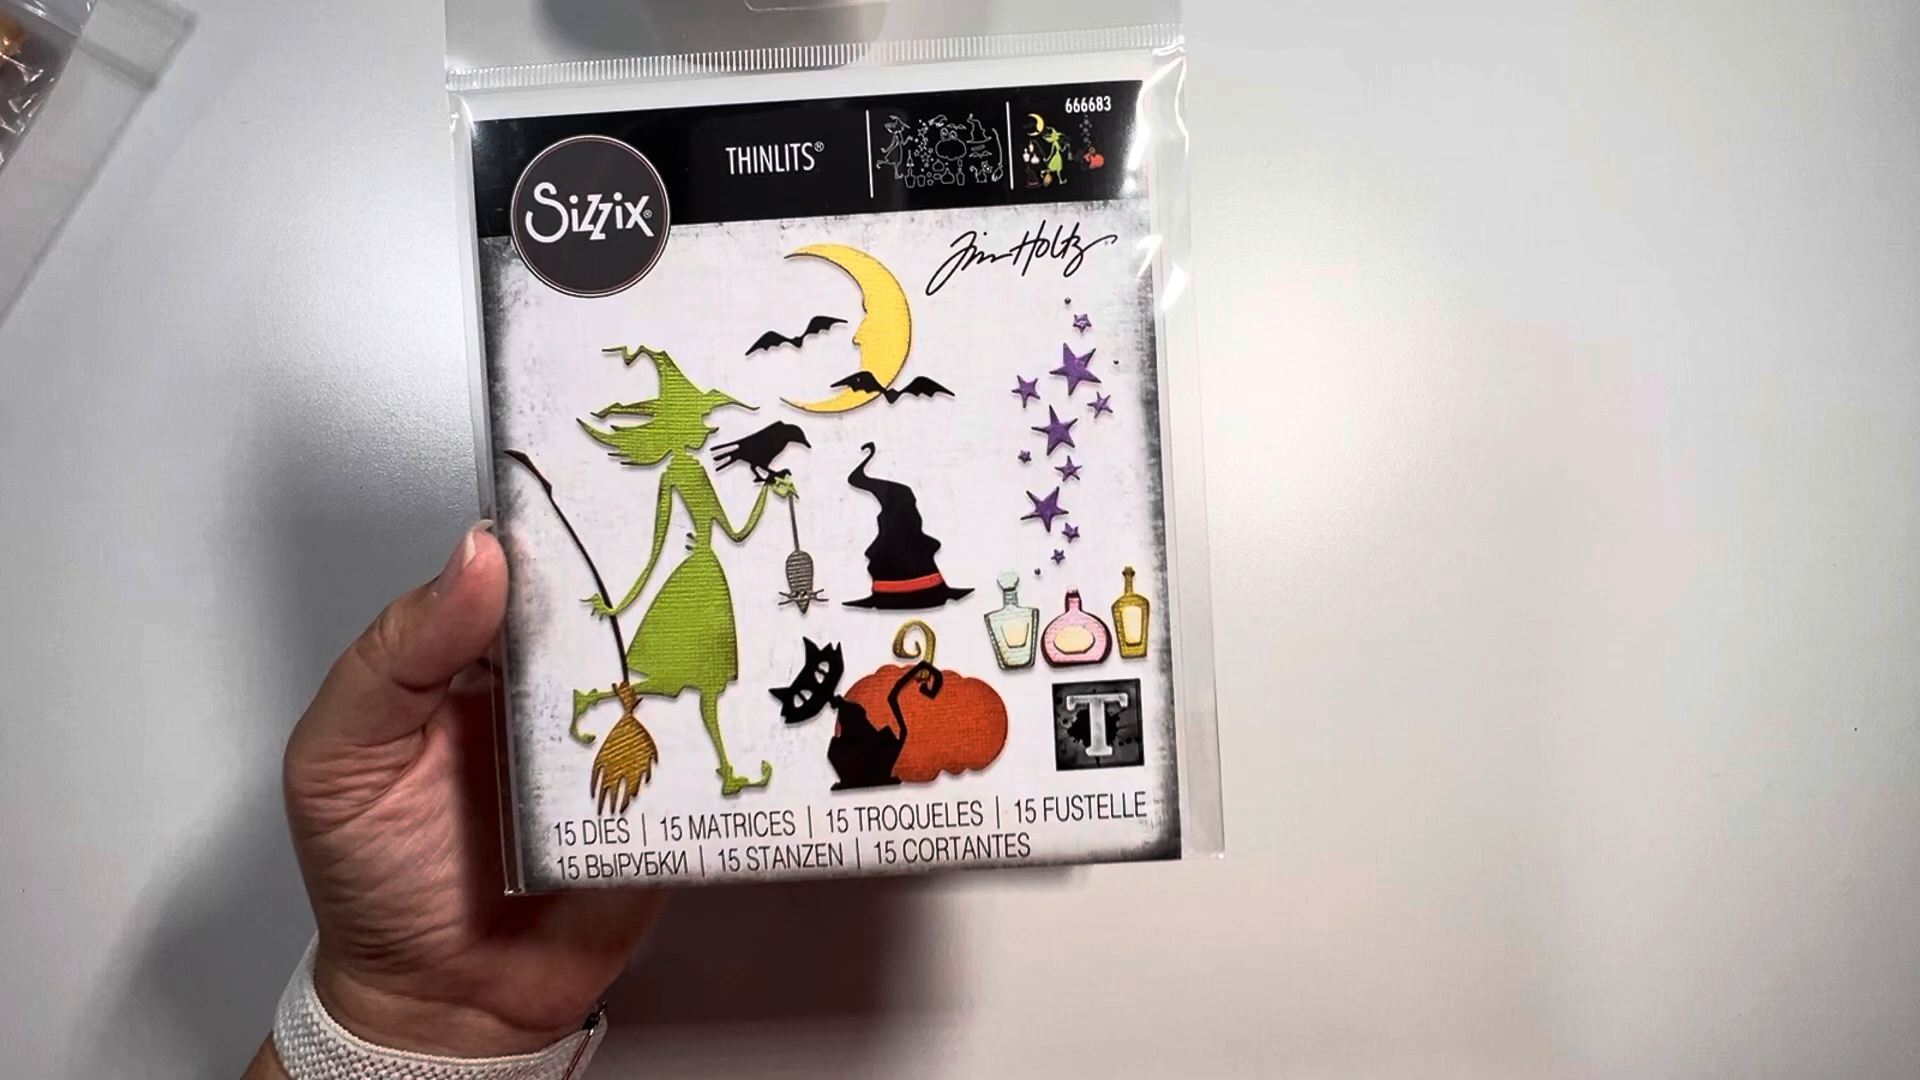 666683
THINLITS®
Sizzix®
Tim Holtz
T
15 DIES | 15 MATRICES | 15 TROQUELES | 15 FUSTELLE
15 ВЫРУБКИ | 15 STANZEN | 15 CORTANTES